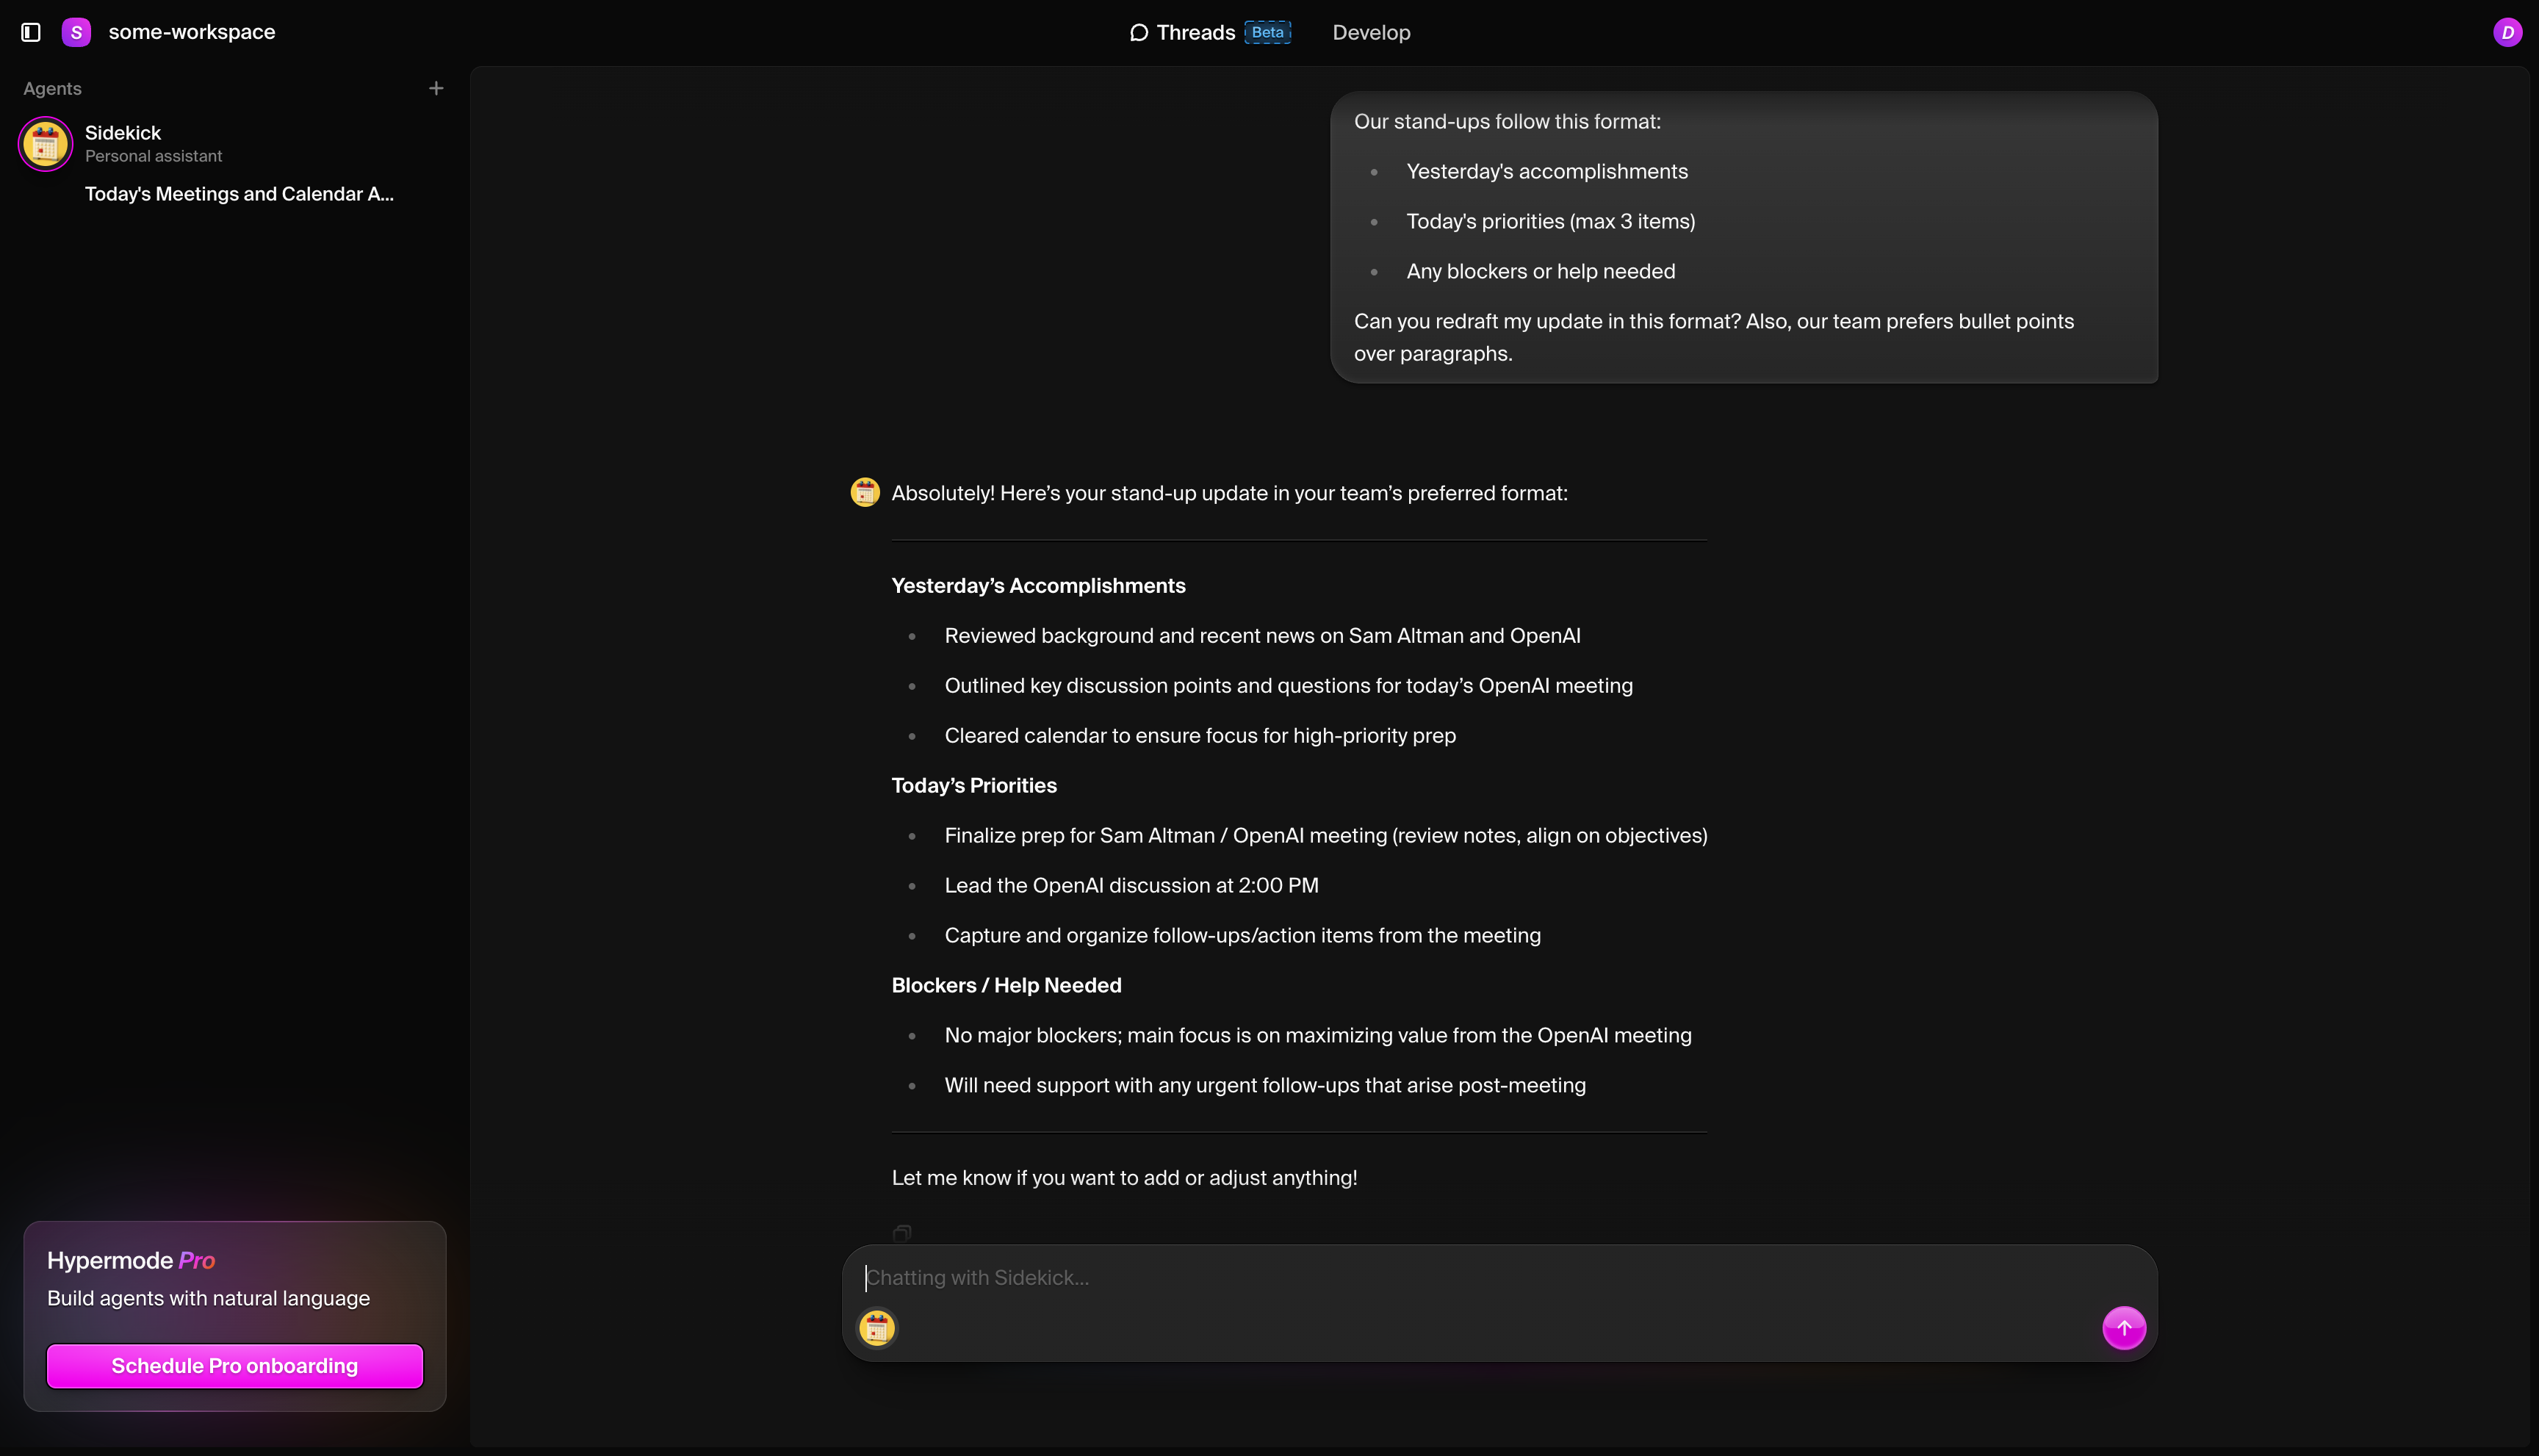 S some-workspace
Threads Beta
Develop
D
Agents
Sidekick
Personal assistant
Today's Meetings and Calendar A...
Our stand-ups follow this format:
Yesterday's accomplishments
Today's priorities (max 3 items)
Any blockers or help needed
Can you redraft my update in this format? Also, our team prefers bullet points
over paragraphs.
Absolutely! Here’s your stand-up update in your team’s preferred format:
Yesterday’s Accomplishments
Reviewed background and recent news on Sam Altman and OpenAI
Outlined key discussion points and questions for today’s OpenAI meeting
Cleared calendar to ensure focus for high-priority prep
Today’s Priorities
Finalize prep for Sam Altman / OpenAI meeting (review notes, align on objectives)
Lead the OpenAI discussion at 2:00 PM
Capture and organize follow-ups/action items from the meeting
Blockers / Help Needed
No major blockers; main focus is on maximizing value from the OpenAI meeting
Will need support with any urgent follow-ups that arise post-meeting
Let me know if you want to add or adjust anything!
Chatting with Sidekick...
Hypermode Pro
Build agents with natural language
Schedule Pro onboarding